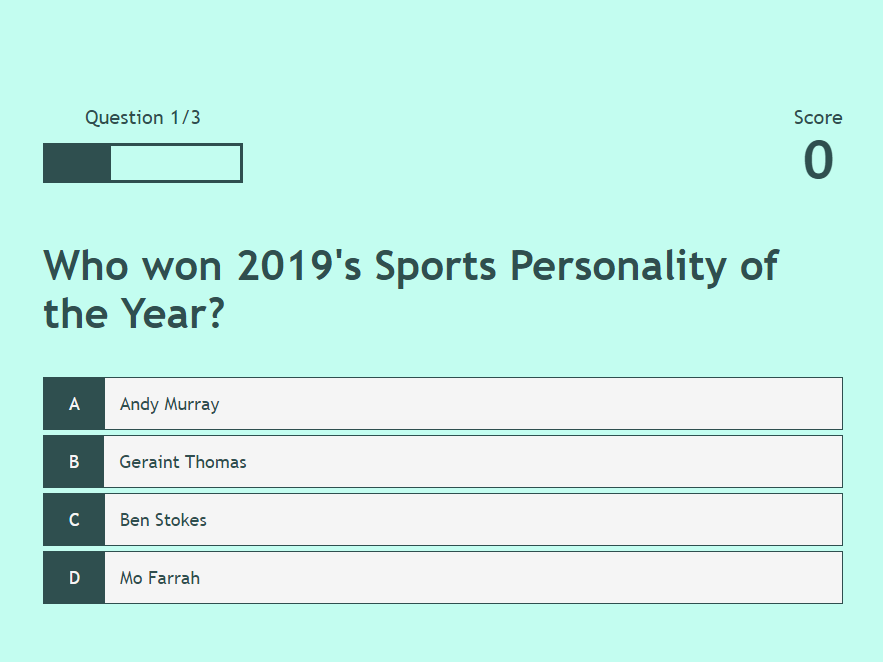 Question 1/3
Score
0
Who won 2019's Sports Personality of
the Year?
A Andy Murray
B Geraint Thomas
C Ben Stokes
D Mo Farrah